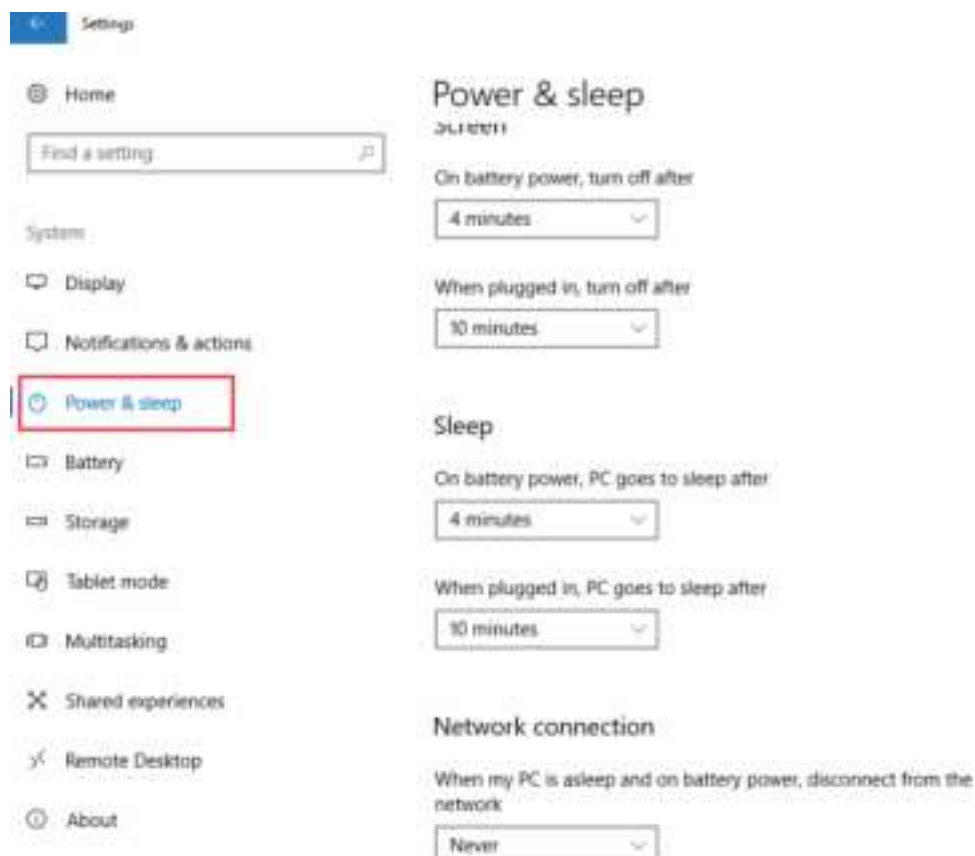 Settings
Home
Find a setting
System
Display
Notifications & actions
Power & sleep
Battery
Storage
Tablet mode
Multitasking
Shared experiences
Remote Desktop
About
Power & sleep
Screen
On battery power, turn off after
4 minutes
When plugged in, turn off after
10 minutes
Sleep
On battery power, PC goes to sleep after
4 minutes
When plugged in, PC goes to sleep after
10 minutes
Network connection
When my PC is asleep and on battery power, disconnect from the
network
Never